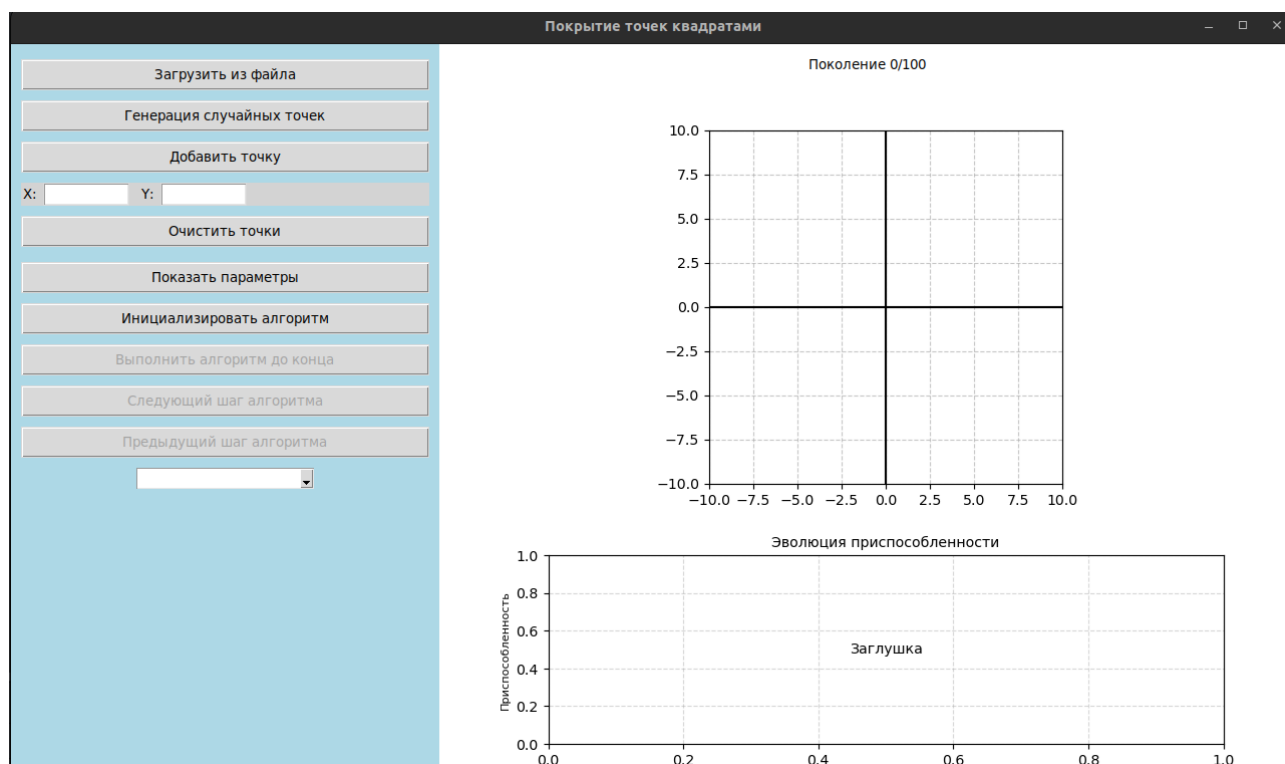 Покрытие точек квадратами
Загрузить из файла
Генерация случайных точек
Добавить точку
X: Y:
Очистить точки
Показать параметры
Инициализировать алгоритм
Выполнить алгоритм до конца
Следующий шаг алгоритма
Предыдущий шаг алгоритма
Поколение 0/100
10.0
7.5
5.0
2.5
0.0
−2.5
−5.0
−7.5
−10.0
−10.0 −7.5 −5.0 −2.5 0.0 2.5 5.0 7.5 10.0
Эволюция приспособленности
Приспособленность
1.0
0.8
0.6
0.4
0.2
0.0
Заглушка
0.0 0.2 0.4 0.6 0.8 1.0